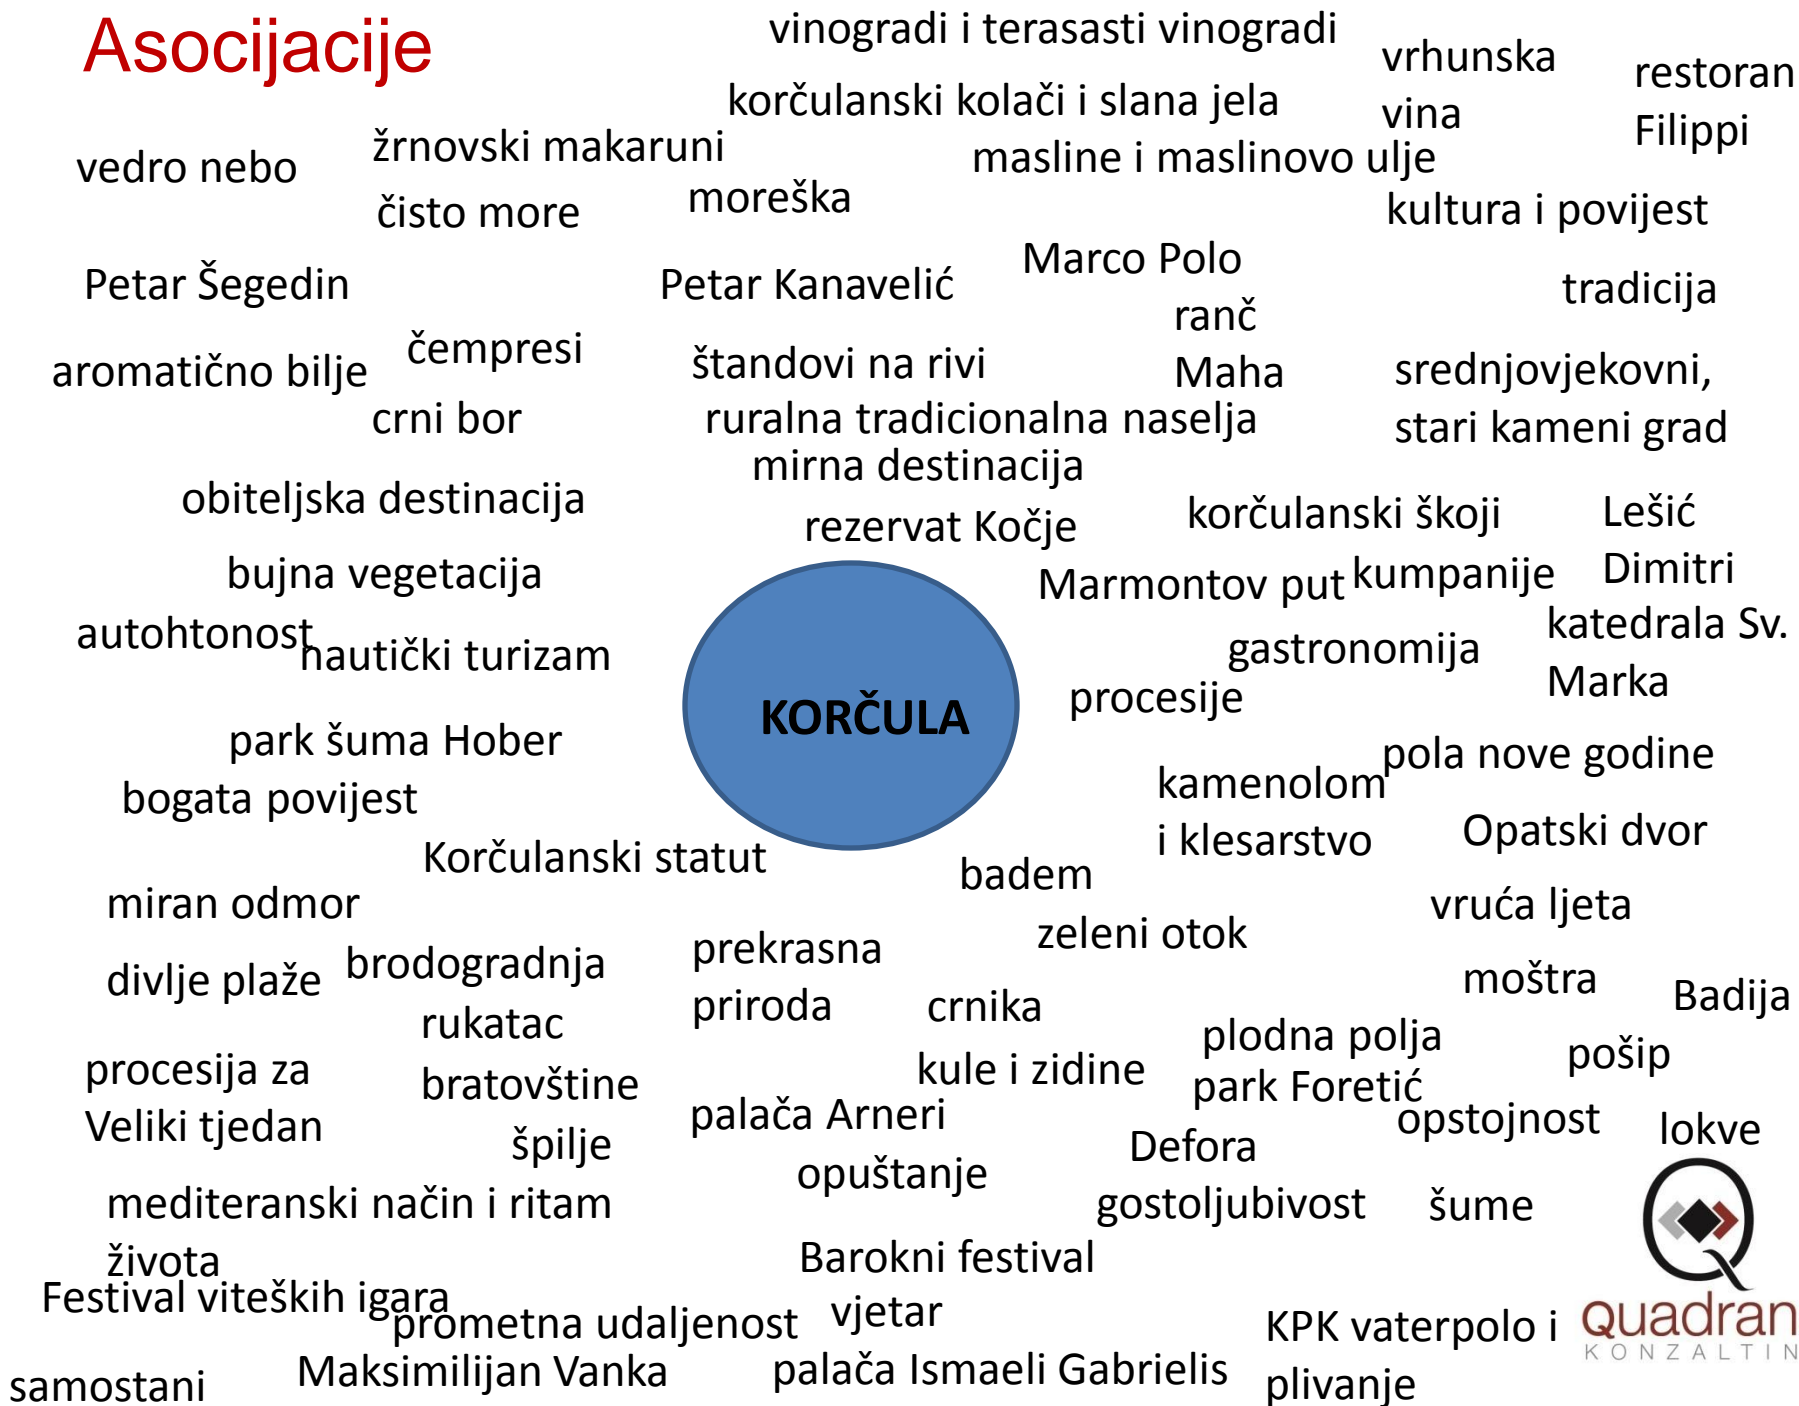 Asocijacije
vinogradi i terasasti vinogradi
vrhunska
vina
restoran
Filippi
korčulanski kolači i slana jela
žrnovski makaruni
masline i maslinovo ulje
vedro nebo
čisto more
moreška
kultura i povijest
Marco Polo
Petar Šegedin
Petar Kanavelić
tradicija
ranč
Maha
čempresi
aromatično bilje
štandovi na rivi
srednjovjekovni,
stari kameni grad
crni bor
ruralna tradicionalna naselja
mirna destinacija
obiteljska destinacija
rezervat Kočje
korčulanski škoji
Lešić
Dimitri
bujna vegetacija
Marmontov put
kumpanije
autohtonost
nautički turizam
gastronomija
katedrala Sv.
Marka
procesije
KORČULA
park šuma Hober
pola nove godine
bogata povijest
kamenolom
i klesarstvo
Opatski dvor
Korčulanski statut
badem
miran odmor
vruća ljeta
zeleni otok
prekrasna
priroda
brodogradnja
divlje plaže
moštra
Badija
rukatac
crnika
plodna polja
pošip
procesija za
Veliki tjedan
bratovštine
kule i zidine
park Foretić
palača Arneri
opstojnost
lokve
špilje
Defora
opuštanje
mediteranski način i ritam
života
gostoljubivost
šume
Barokni festival
Festival viteških igara
prometna udaljenost
vjetar
KPK vaterpolo i
plivanje
Quadran
KONZALTIN
samostani
Maksimilijan Vanka
palača Ismaeli Gabrielis